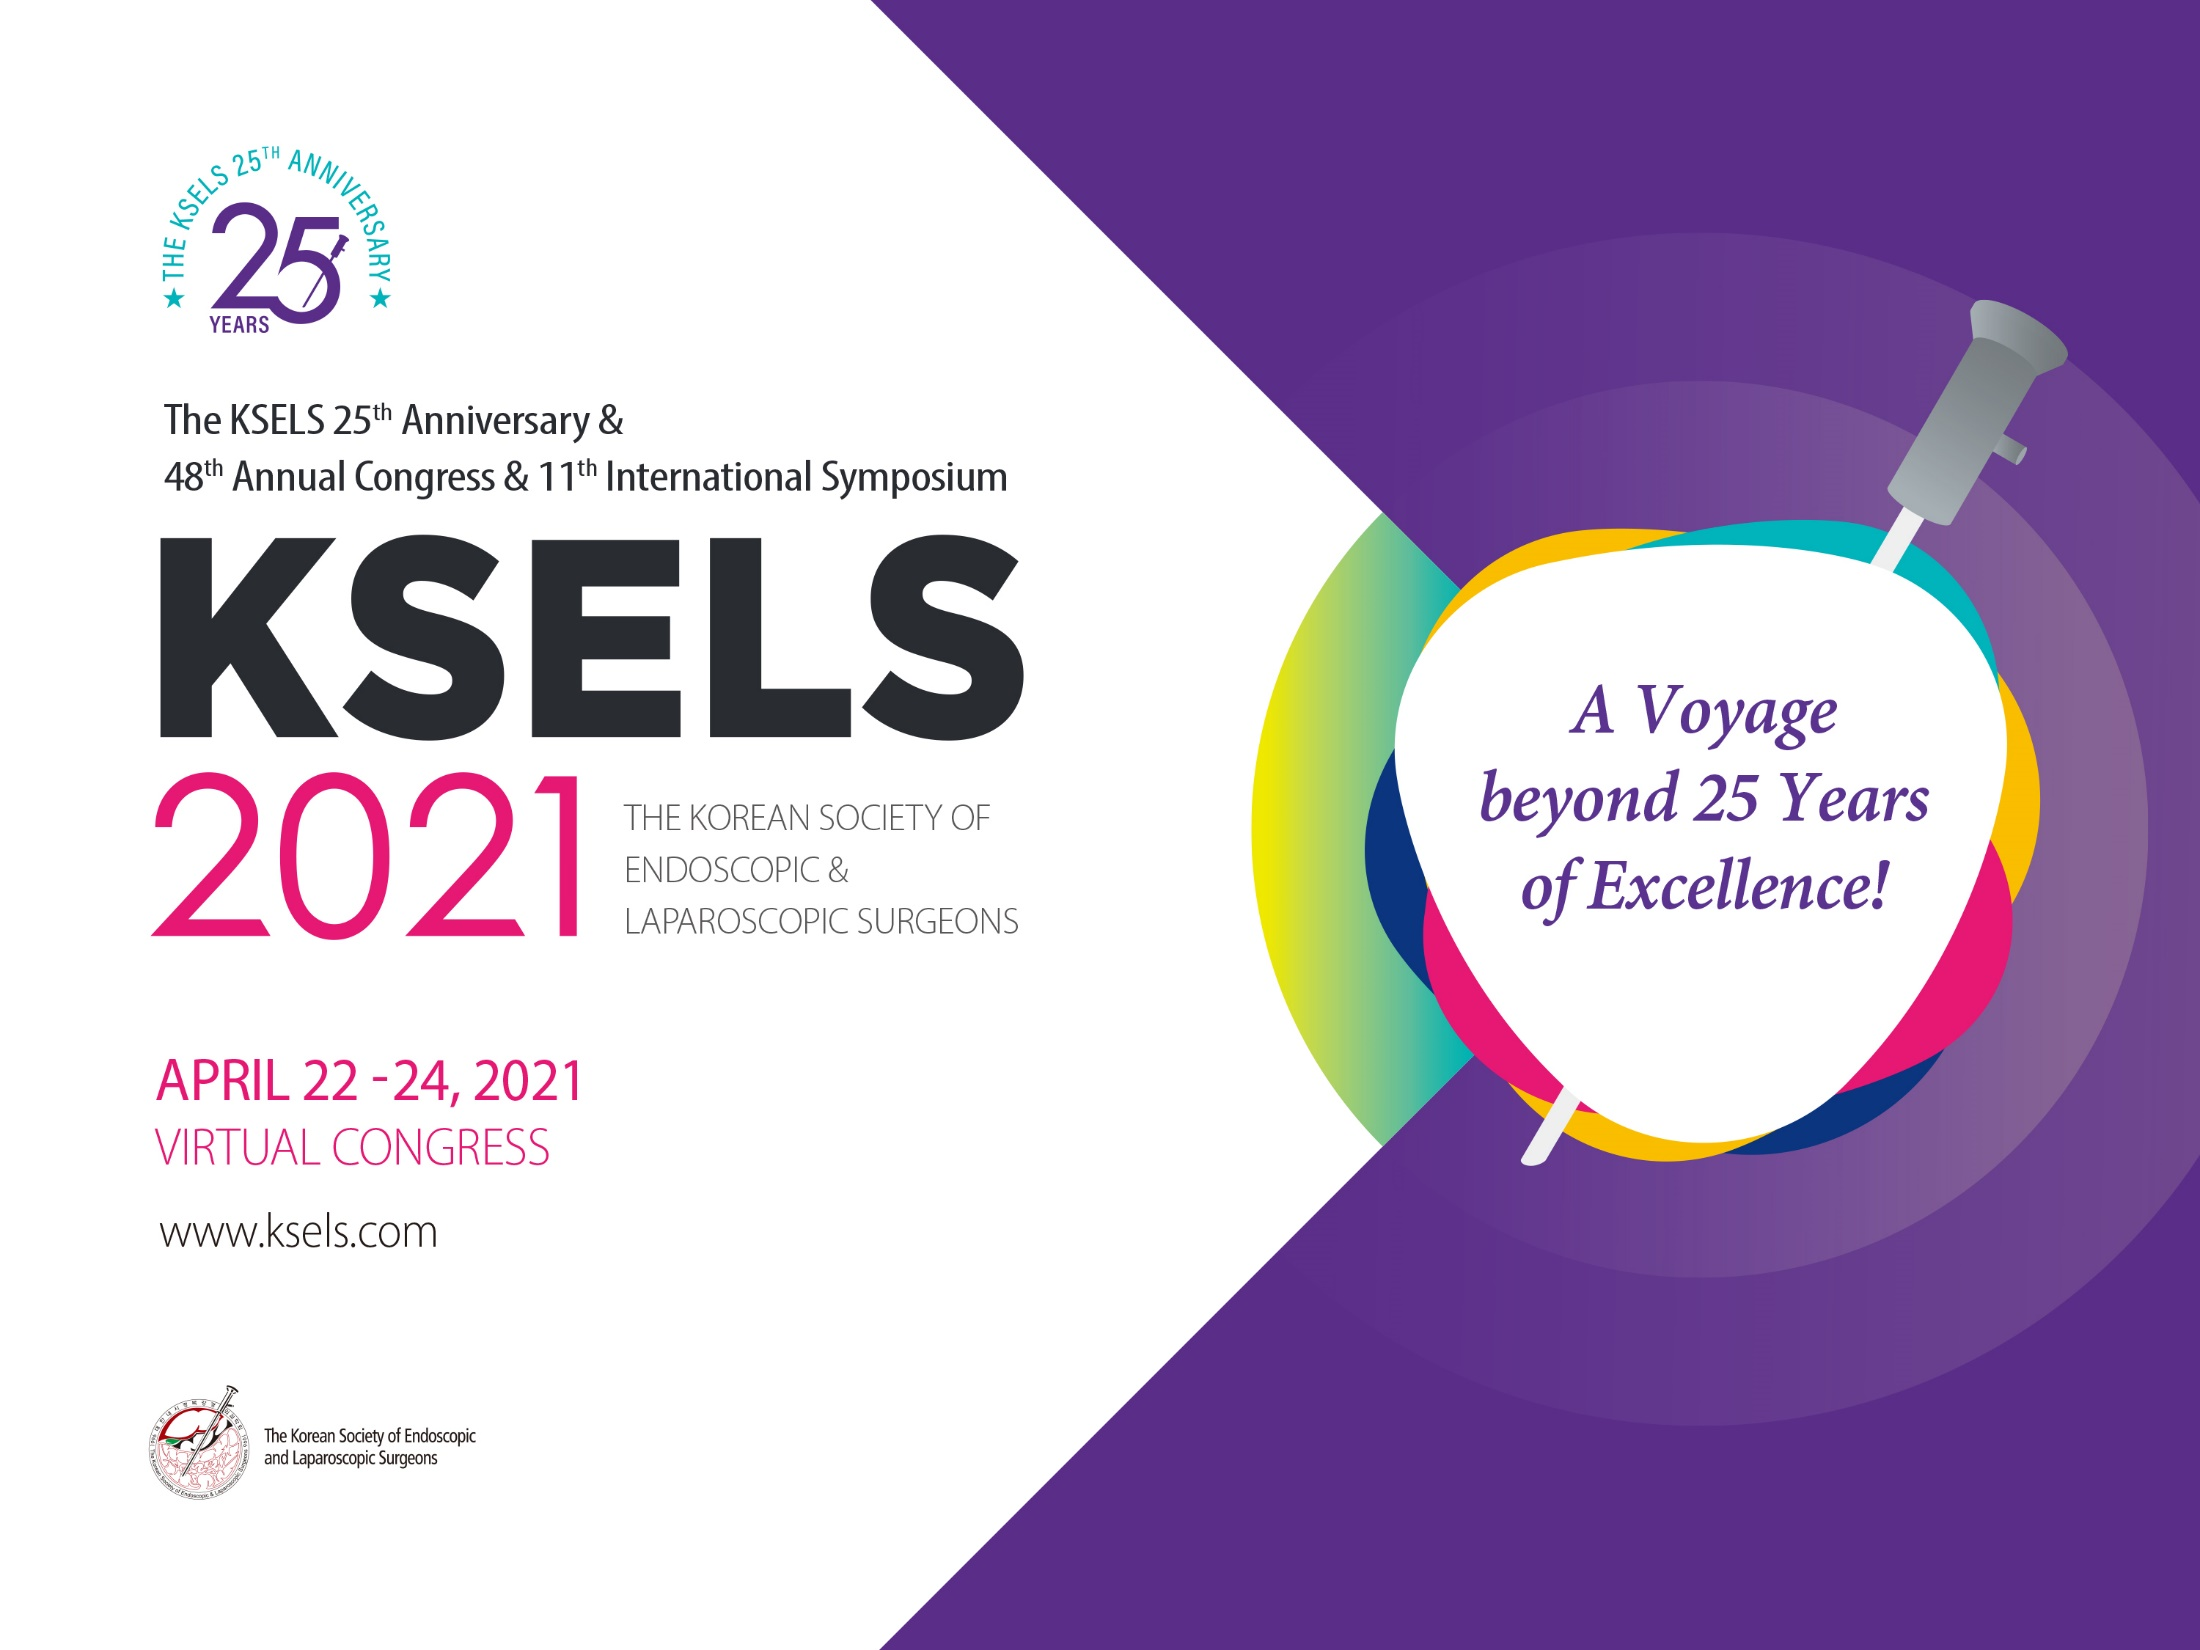 ★ THE KSELS 25TH ANNIVERSARY ★
25
YEARS
The KSELS 25th Anniversary &
48th Annual Congress & 11th International Symposium
KSELS
2021
THE KOREAN SOCIETY OF
ENDOSCOPIC &
LAPAROSCOPIC SURGEONS
APRIL 22 -24, 2021
VIRTUAL CONGRESS
www.ksels.com
The Korean Society of Endoscopic
and Laparoscopic Surgeons
A Voyage
beyond 25 Years
of Excellence!